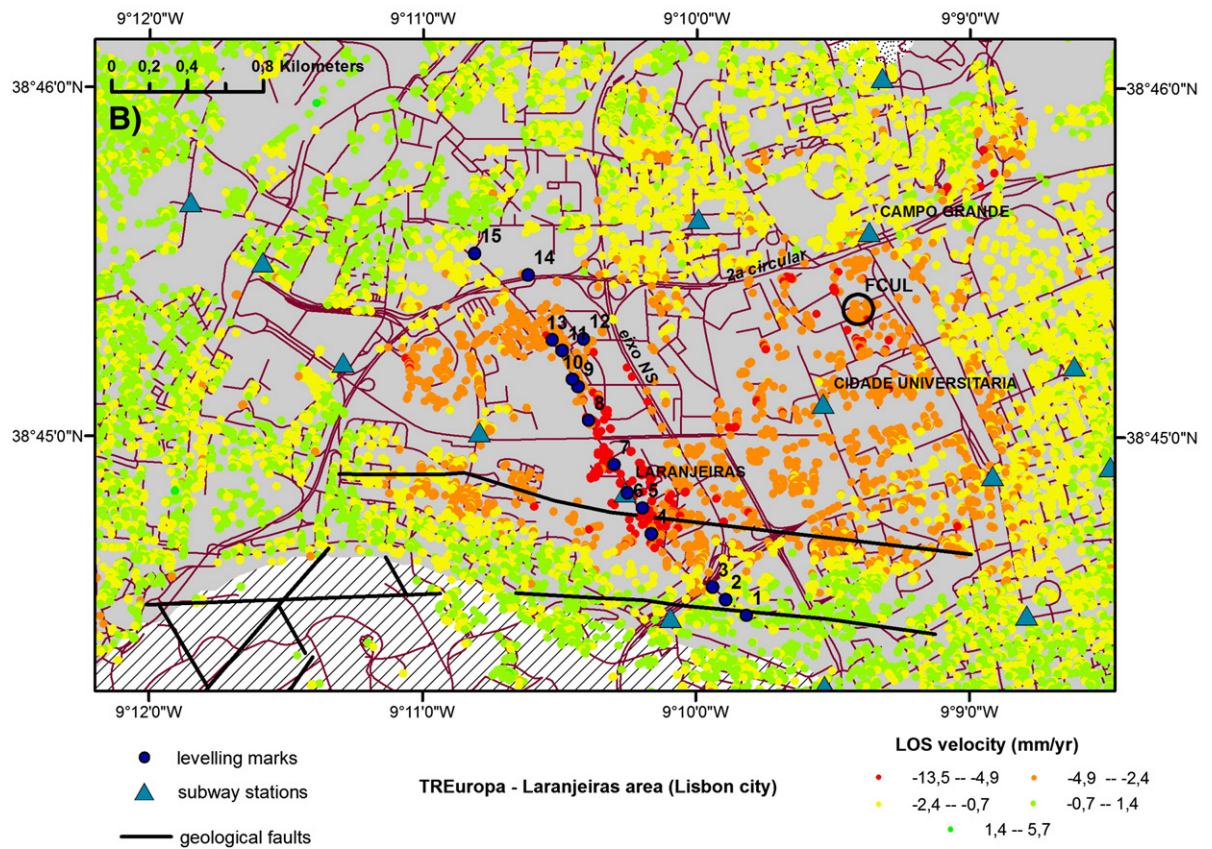 9°12'0"W 9°11'0"W 9°10'0"W 9°9'0"W
0 0,2 0,4 0,8 Kilometers
38°46'0"N 38°46'0"N
B)
CAMPO GRANDE
15
14
2a circular
FCUL
13 11 12
eixo NS
10 9
CIDADE UNIVERSITARIA
8
38°45'0"N 38°45'0"N
7
LARANJEIRAS
6 5
4
3
2
1
9°12'0"W 9°11'0"W 9°10'0"W 9°9'0"W
levelling marks
subway stations
geological faults
TREuropa - Laranjeiras area (Lisbon city)
LOS velocity (mm/yr)
-13,5 -- -4,9 -4,9 -- -2,4
-2,4 -- -0,7 -0,7 -- 1,4
1,4 -- 5,7